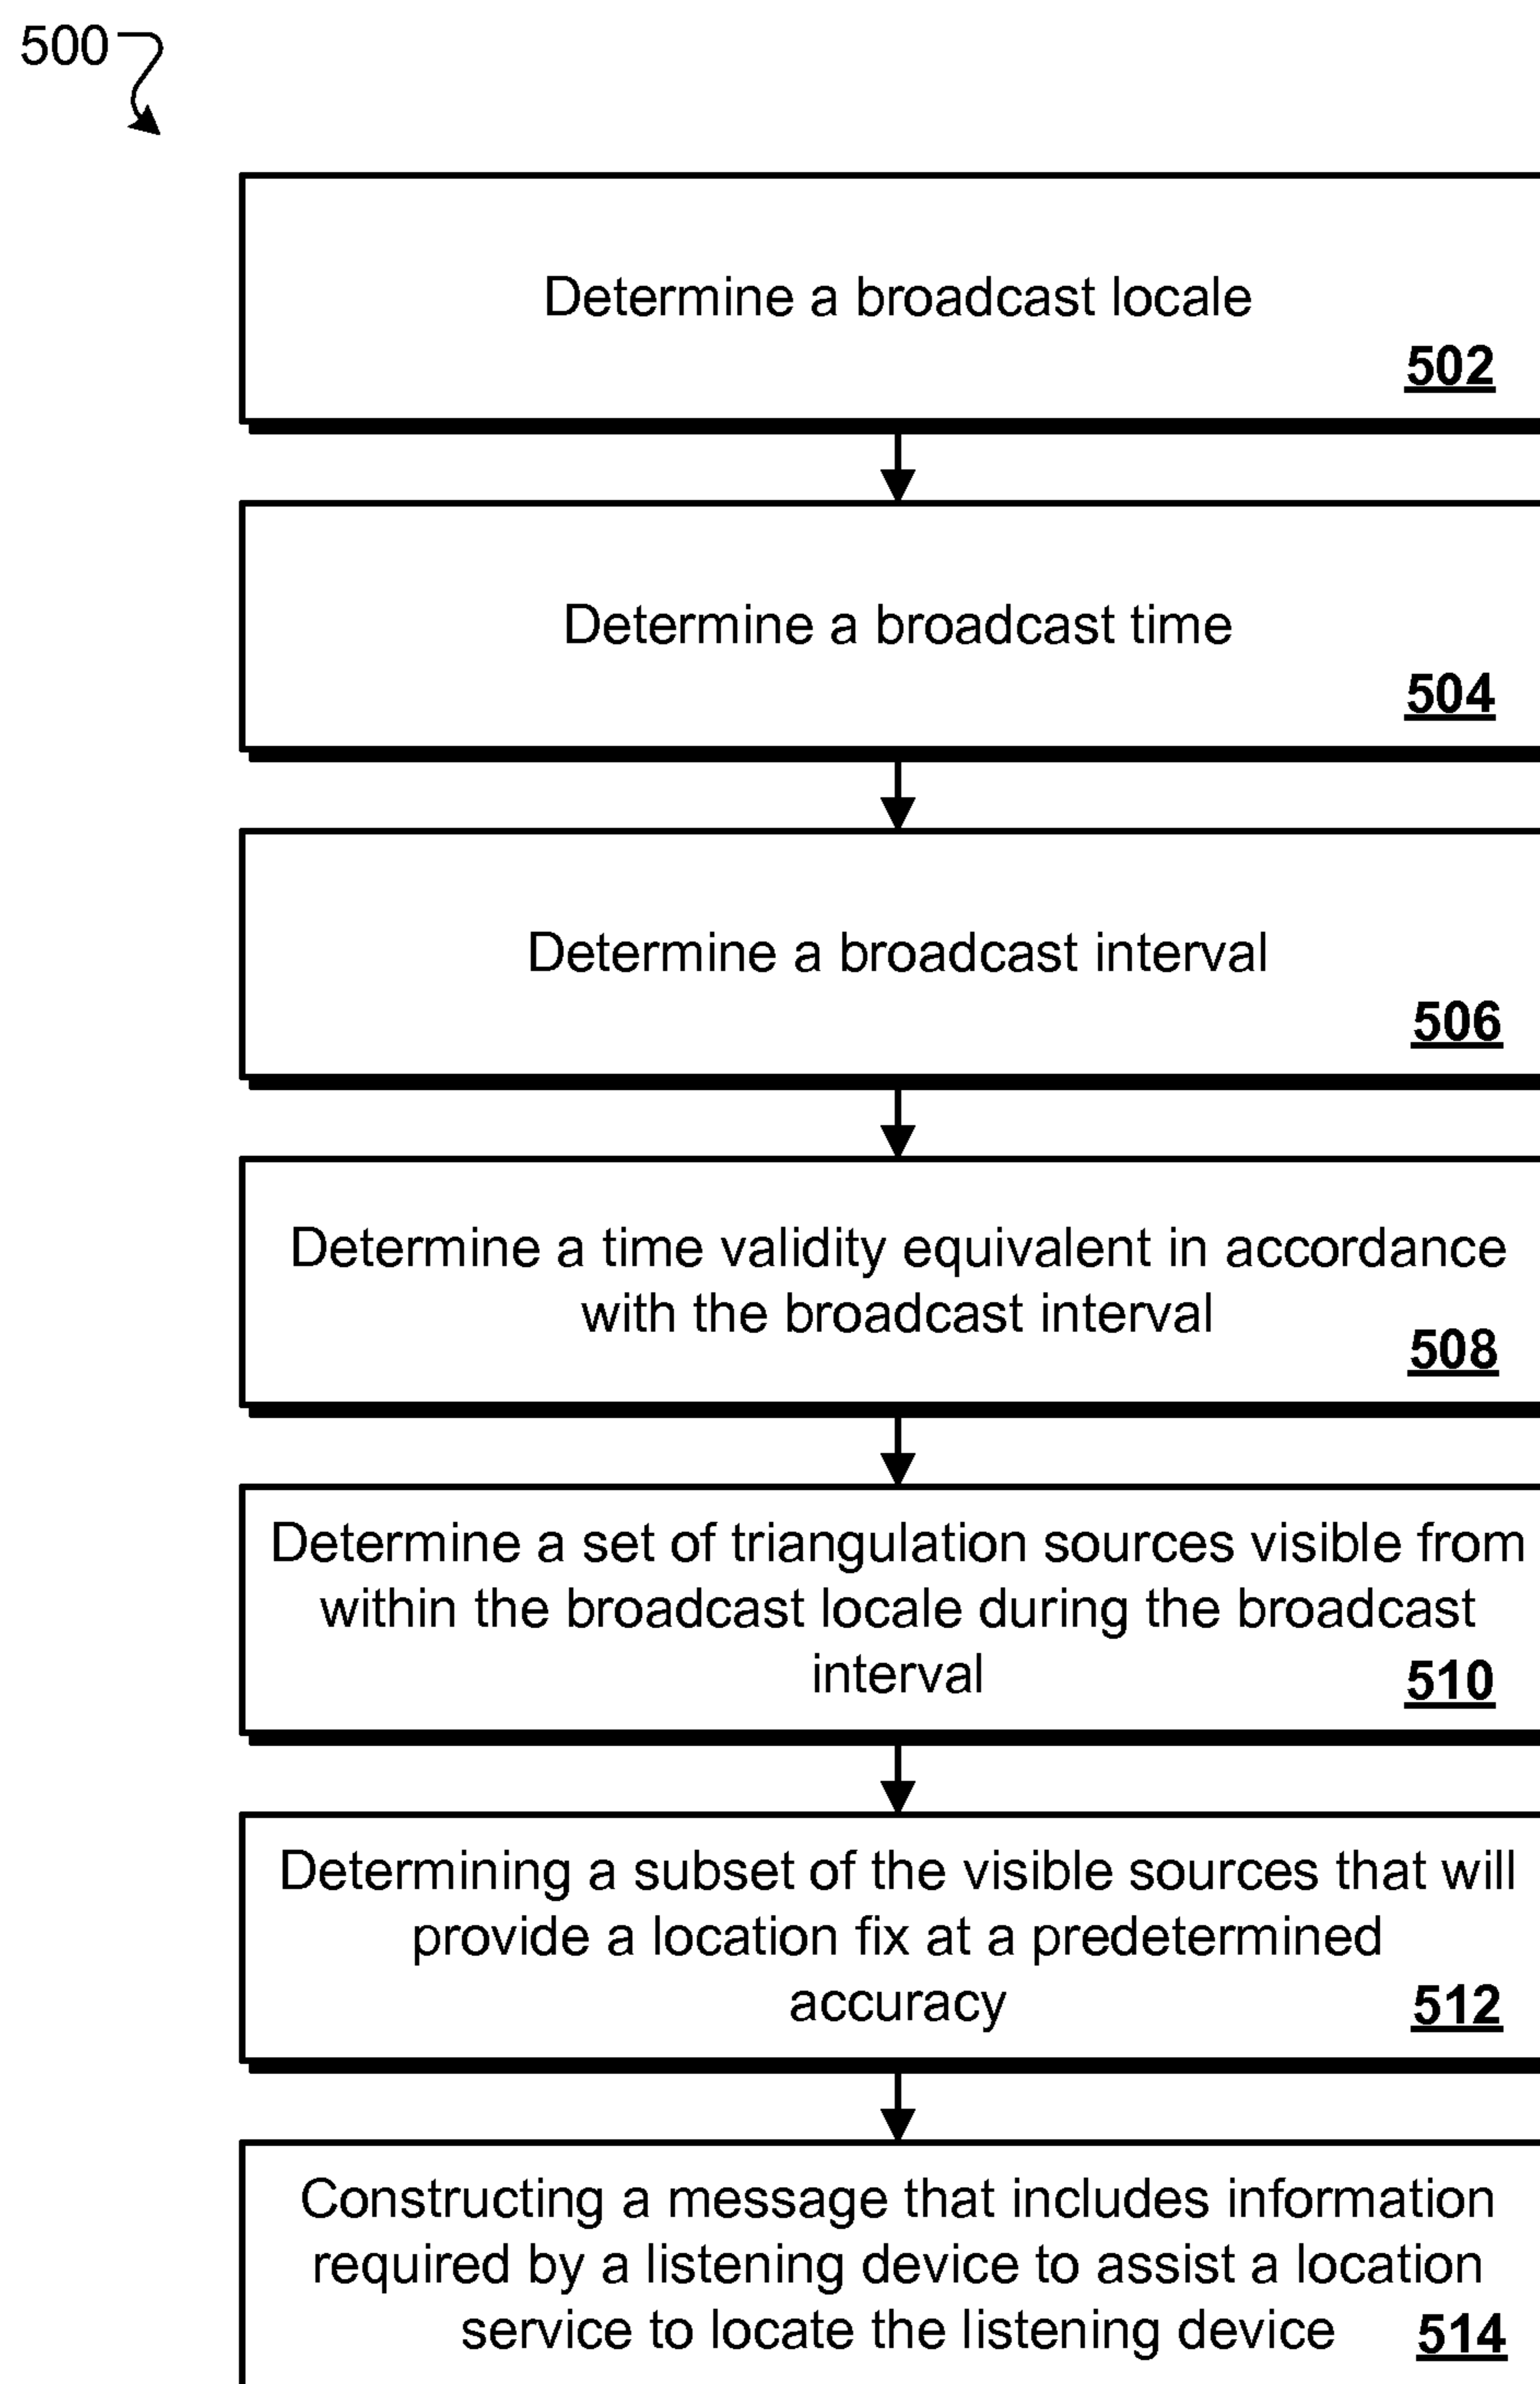 500
Determine a broadcast locale
502
Determine a broadcast time
504
Determine a broadcast interval
506
Determine a time validity equivalent in accordance
with the broadcast interval
508
Determine a set of triangulation sources visible from
within the broadcast locale during the broadcast
interval
510
Determining a subset of the visible sources that will
provide a location fix at a predetermined
accuracy
512
Constructing a message that includes information
required by a listening device to assist a location
service to locate the listening device
514